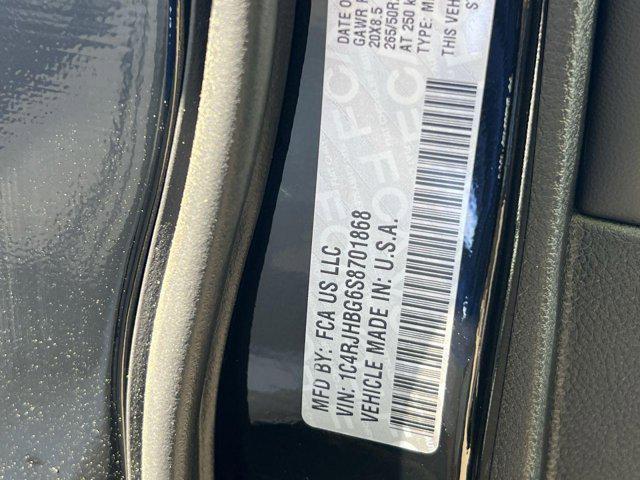 DATE O
GAWR
20X8.5
265/50R
AT 250 k
TYPE: M
THIS VEH
MFD BY: FCA US LLC
VIN: 1C4RJHBG6S8701868
VEHICLE MADE IN: U.S.A.